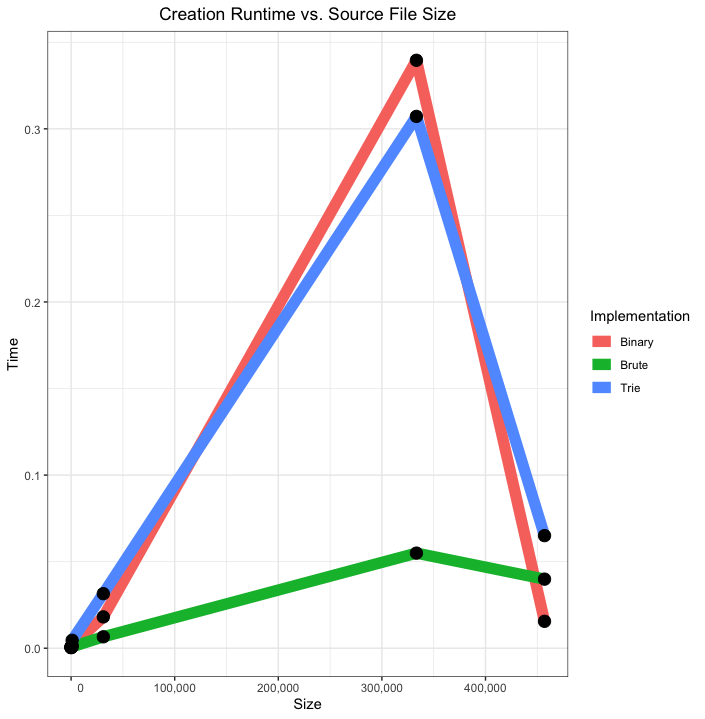 Creation Runtime vs. Source File Size
Time
0.3
0.2
0.1
0.0
0 100,000 200,000 300,000 400,000
Size
Implementation
Binary
Brute
Trie